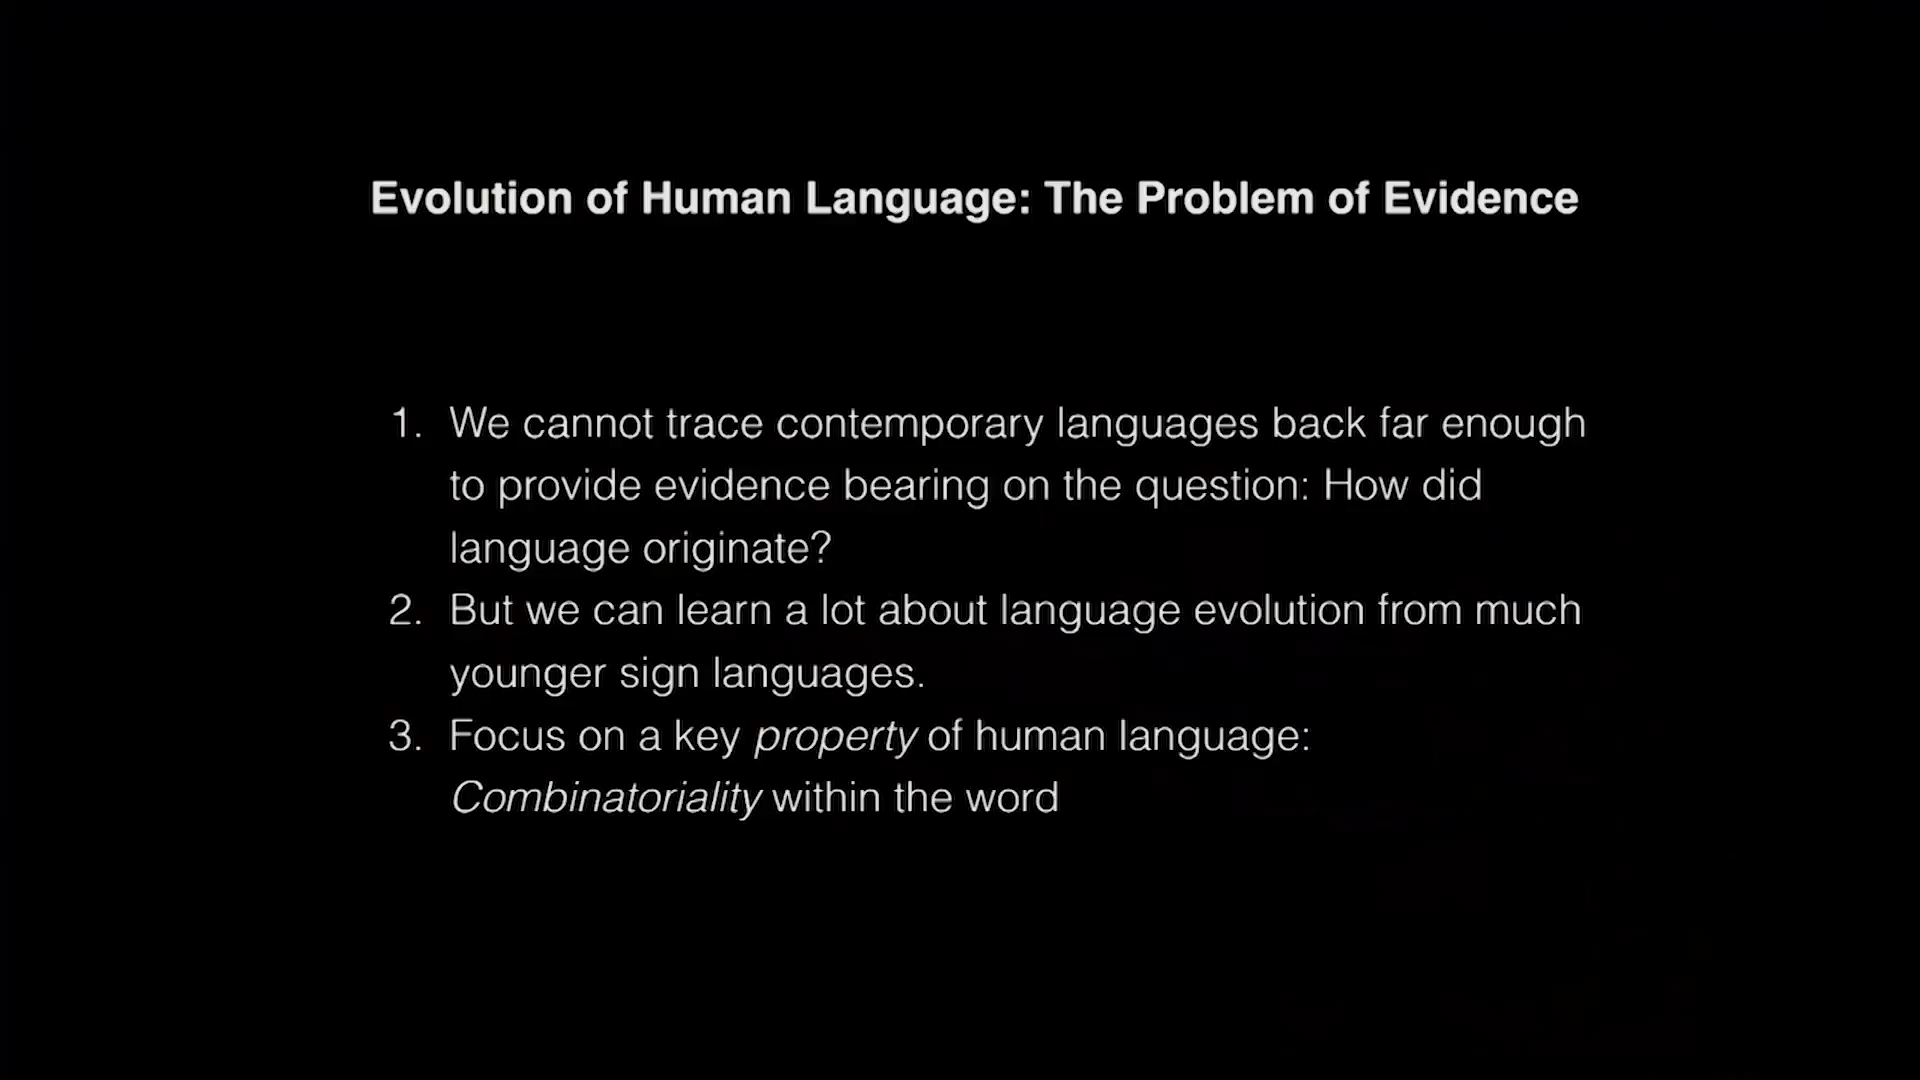 Evolution of Human Language: The Problem of Evidence
1. We cannot trace contemporary languages back far enough
to provide evidence bearing on the question: How did
language originate?
2. But we can learn a lot about language evolution from much
younger sign languages.
3. Focus on a key property of human language:
Combinatoriality within the word